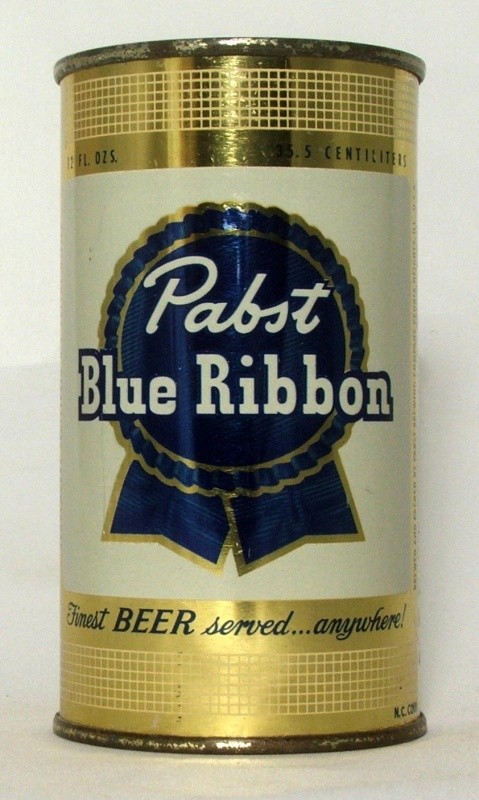 12 FL. OZS. 35.5 CENTILITERS
Pabst
Blue Ribbon
Finest BEER served...anywhere!
N.C.